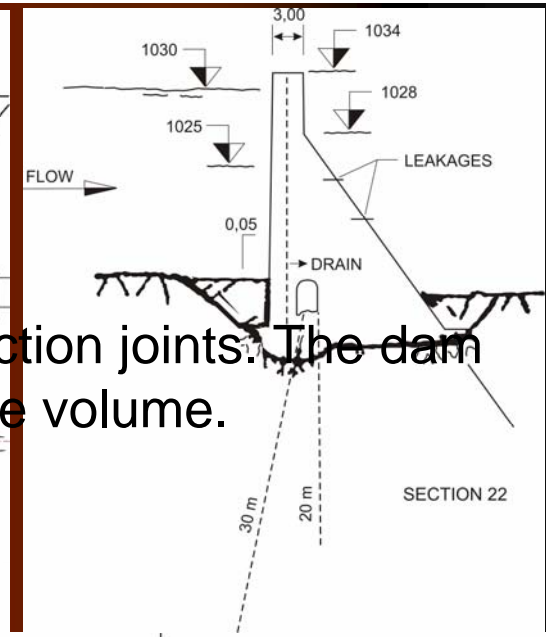 3,00
1034
1030
1028
1025
LEAKAGES
FLOW
0,05
DRAIN
ction joints. The dam
e volume.
SECTION 22
30 m
20 m